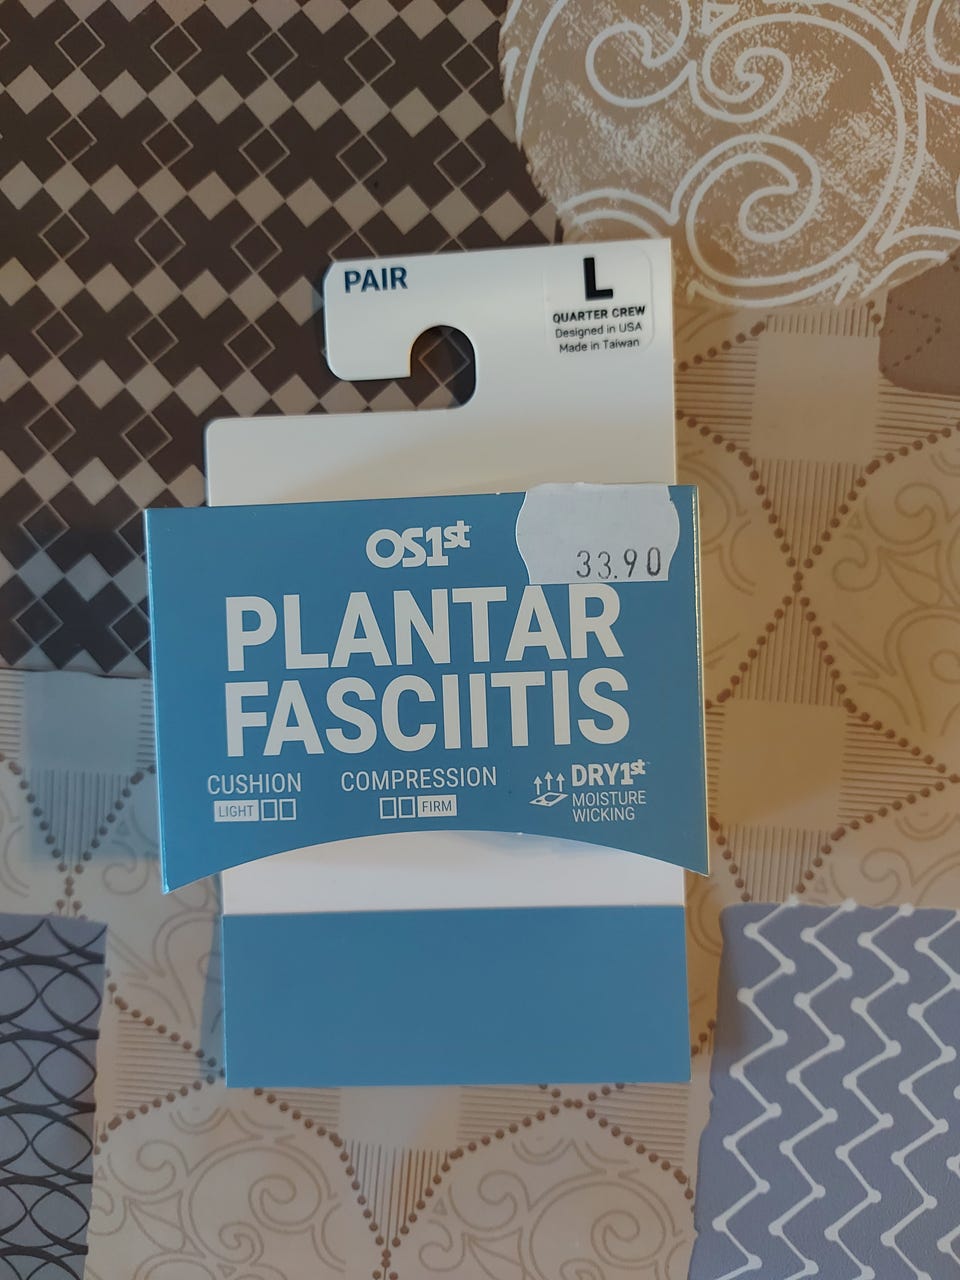 PAIR
L
QUARTER CREW
Designed in USA
Made in Taiwan
OS1st
33.90
PLANTAR
FASCIITIS
CUSHION
LIGHT
COMPRESSION
FIRM
DRY1st™
MOISTURE
WICKING